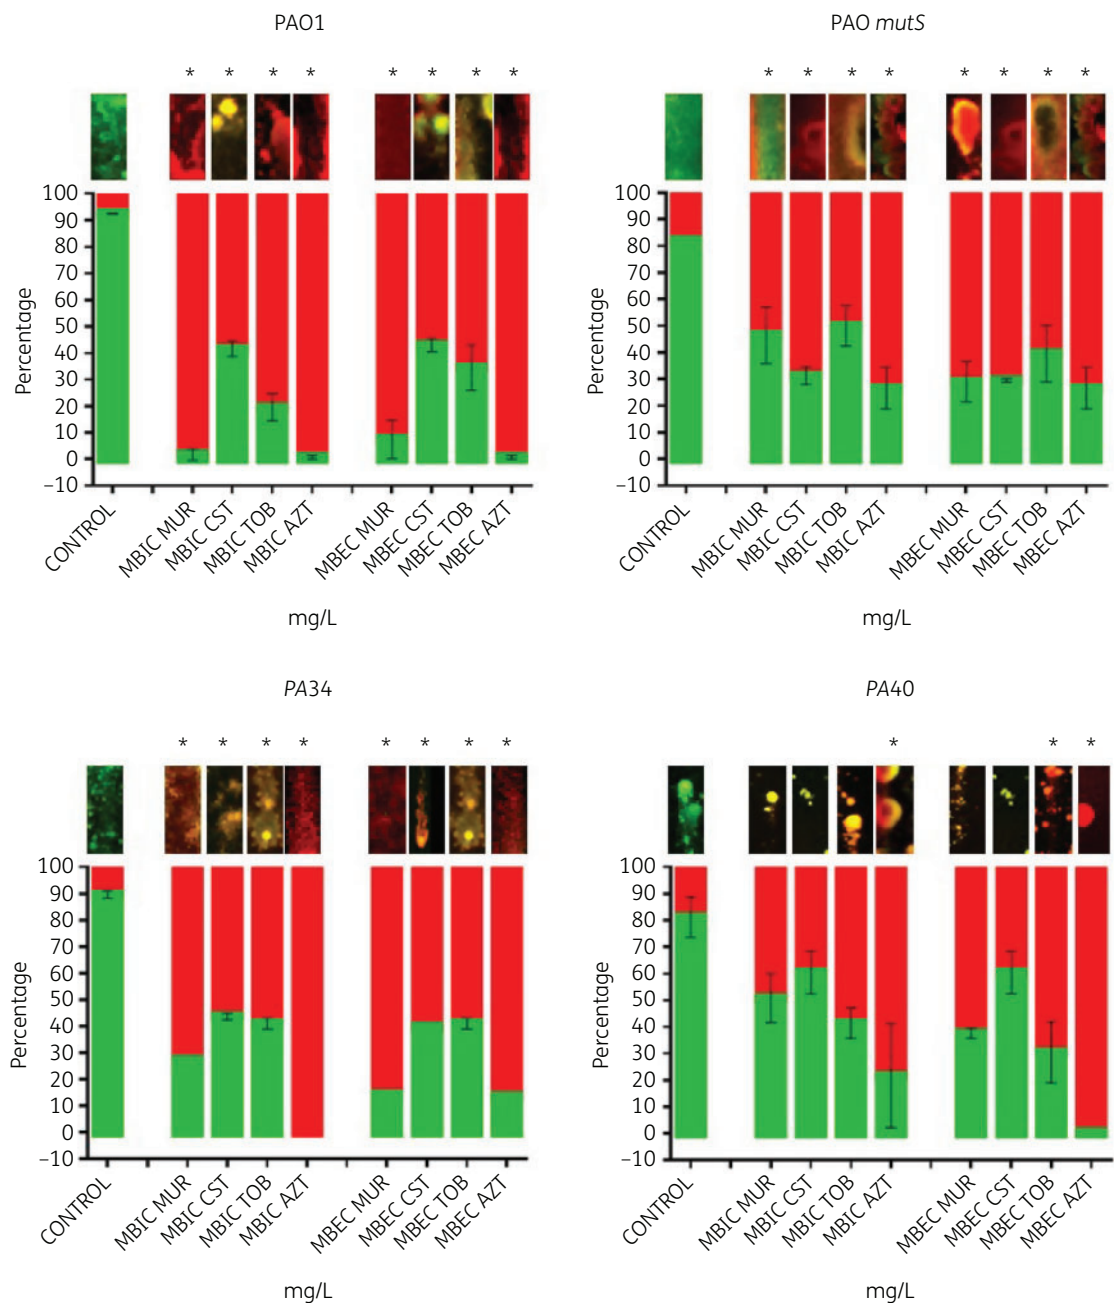 PAO1
* * * * * * * *
100
90
80
70
60
50
40
30
20
10
0
–10
Percentage
CONTROL
MBIC MUR
MBIC CST
MBIC TOB
MBIC AZT
MBEC MUR
MBEC CST
MBEC TOB
MBEC AZT
mg/L
PAO mutS
* * * * * * * *
100
90
80
70
60
50
40
30
20
10
0
–10
Percentage
CONTROL
MBIC MUR
MBIC CST
MBIC TOB
MBIC AZT
MBEC MUR
MBEC CST
MBEC TOB
MBEC AZT
mg/L
PA34
* * * * * * * *
100
90
80
70
60
50
40
30
20
10
0
–10
Percentage
CONTROL
MBIC MUR
MBIC CST
MBIC TOB
MBIC AZT
MBEC MUR
MBEC CST
MBEC TOB
MBEC AZT
mg/L
PA40
* * *
100
90
80
70
60
50
40
30
20
10
0
–10
Percentage
CONTROL
MBIC MUR
MBIC CST
MBIC TOB
MBIC AZT
MBEC MUR
MBEC CST
MBEC TOB
MBEC AZT
mg/L